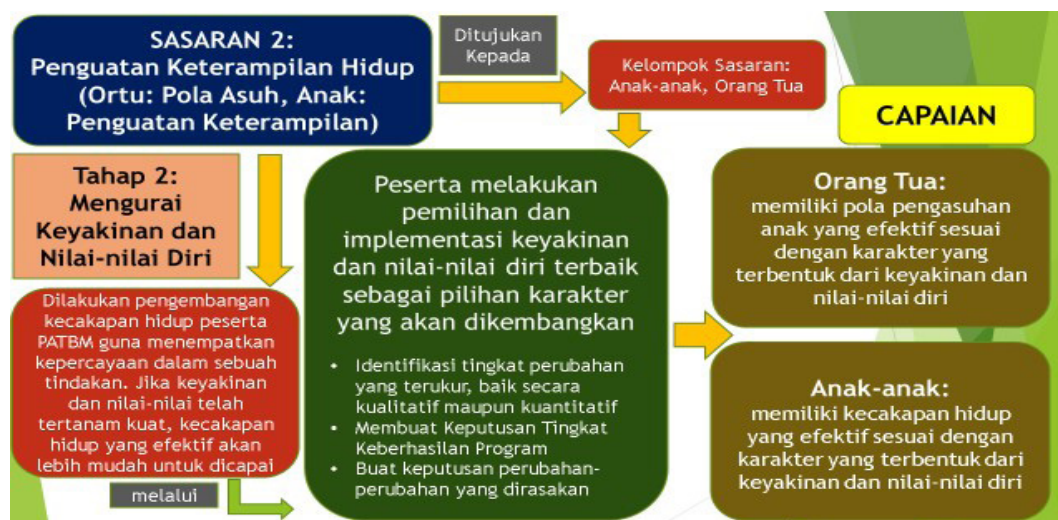 SASARAN 2:
Penguatan Keterampilan Hidup
(Ortu: Pola Asuh, Anak:
Penguatan Keterampilan)
Ditujukan
Kepada
Kelompok Sasaran:
Anak-anak, Orang Tua
CAPAIAN
Tahap 2:
Mengurai
Keyakinan dan
Nilai-nilai Diri
Dilakukan pengembangan
kecakapan hidup peserta
PATBM guna menempatkan
kepercayaan dalam sebuah
tindakan. Jika keyakinan
dan nilai-nilai telah
tertanam kuat, kecakapan
hidup yang efektif akan
lebih mudah untuk dicapai
melalui
Peserta melakukan
pemilihan dan
implementasi keyakinan
dan nilai-nilai diri terbaik
sebagai pilihan karakter
yang akan dikembangkan
• Identifikasi tingkat perubahan
yang terukur, baik secara
kualitatif maupun kuantitatif
• Membuat Keputusan Tingkat
Keberhasilan Program
• Buat keputusan perubahan-
perubahan yang dirasakan
Orang Tua:
memiliki pola pengasuhan
anak yang efektif sesuai
dengan karakter yang
terbentuk dari keyakinan dan
nilai-nilai diri
Anak-anak:
memiliki kecakapan hidup
yang efektif sesuai dengan
karakter yang terbentuk dari
keyakinan dan nilai-nilai diri